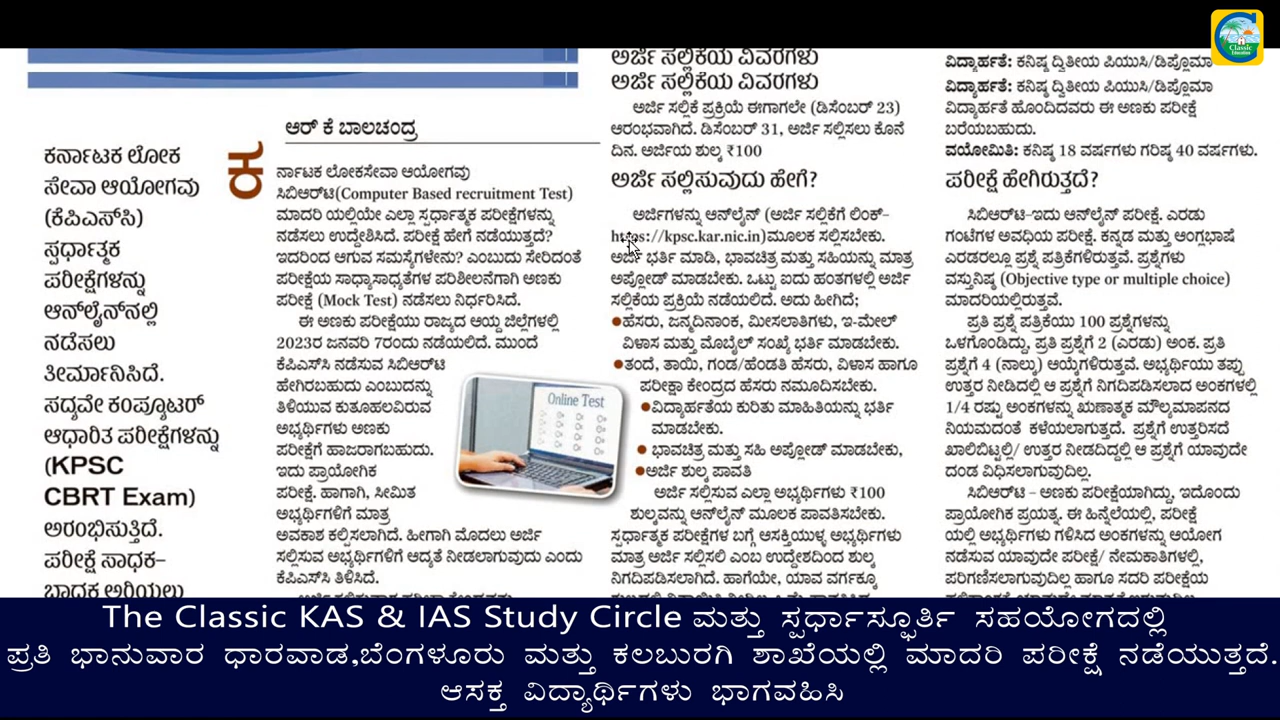 Classic
Education
ಆರ್ ಕೆ ಬಾಲಚಂದ್ರ
ಕರ್ನಾಟಕ ಲೋಕ
ಸೇವಾ ಆಯೋಗವು
(ಕೆಪಿಎಸ್‌ಸಿ)
ಸ್ಪರ್ಧಾತ್ಮಕ
ಪರೀಕ್ಷೆಗಳನ್ನು
ಆನ್‌ಲೈನ್‌ನಲ್ಲಿ
ನಡೆಸಲು
ತೀರ್ಮಾನಿಸಿದೆ.
ಸದ್ಯವೇ ಕಂಪ್ಯೂಟರ್
ಆಧಾರಿತ ಪರೀಕ್ಷೆಗಳನ್ನು
(KPSC
CBRT Exam)
ಆರಂಭಿಸುತ್ತಿದೆ.
ಪರೀಕ್ಷೆ ಸಾಧಕ-
ಬಾಧಕ ಅರಿಯಲು
ಕ
ರ್ನಾಟಕ ಲೋಕಸೇವಾ ಆಯೋಗವು
ಸಿಬಿಆರ್‌ಟಿ(Computer Based recruitment Test)
ಮಾದರಿ ಯಲ್ಲಿಯೇ ಎಲ್ಲಾ ಸ್ಪರ್ಧಾತ್ಮಕ ಪರೀಕ್ಷೆಗಳನ್ನು
ನಡೆಸಲು ಉದ್ದೇಶಿಸಿದೆ. ಪರೀಕ್ಷೆ ಹೇಗೆ ನಡೆಯುತ್ತದೆ?
ಇದರಿಂದ ಆಗುವ ಸಮಸ್ಯೆಗಳೇನು? ಎಂಬುದು ಸೇರಿದಂತೆ
ಪರೀಕ್ಷೆಯ ಸಾಧ್ಯಾಸಾಧ್ಯತೆಗಳ ಪರಿಶೀಲನೆಗಾಗಿ ಅಣಕು
ಪರೀಕ್ಷೆ (Mock Test) ನಡೆಸಲು ನಿರ್ಧರಿಸಿದೆ.
ಈ ಅಣಕು ಪರೀಕ್ಷೆಯು ರಾಜ್ಯದ ಆಯ್ದ ಜಿಲ್ಲೆಗಳಲ್ಲಿ
2023ರ ಜನವರಿ 7ರಂದು ನಡೆಯಲಿದೆ. ಮುಂದೆ
ಕೆಪಿಎಸ್‌ಸಿ ನಡೆಸುವ ಸಿಬಿಆರ್‌ಟಿ
ಹೇಗಿರಬಹುದು ಎಂಬುದನ್ನು
ತಿಳಿಯುವ ಕುತೂಹಲವಿರುವ
ಅಭ್ಯರ್ಥಿಗಳು ಅಣಕು
ಪರೀಕ್ಷೆಗೆ ಹಾಜರಾಗಬಹುದು.
ಇದು ಪ್ರಾಯೋಗಿಕ
ಪರೀಕ್ಷೆ. ಹಾಗಾಗಿ, ಸೀಮಿತ
ಅಭ್ಯರ್ಥಿಗಳಿಗೆ ಮಾತ್ರ
ಅವಕಾಶ ಕಲ್ಪಿಸಲಾಗಿದೆ. ಹೀಗಾಗಿ ಮೊದಲು ಅರ್ಜಿ
ಸಲ್ಲಿಸುವ ಅಭ್ಯರ್ಥಿಗಳಿಗೆ ಆದ್ಯತೆ ನೀಡಲಾಗುವುದು ಎಂದು
ಕೆಪಿಎಸ್‌ಸಿ ತಿಳಿಸಿದೆ.
Online Test
ಅರ್ಜಿ ಸಲ್ಲಿಕೆಯ ವಿವರಗಳು
ಅರ್ಜಿ ಸಲ್ಲಿಕೆಯ ವಿವರಗಳು
ಅರ್ಜಿ ಸಲ್ಲಿಕೆ ಪ್ರಕ್ರಿಯೆ ಈಗಾಗಲೇ (ಡಿಸೆಂಬರ್ 23)
ಆರಂಭವಾಗಿದೆ. ಡಿಸೆಂಬರ್ 31, ಅರ್ಜಿ ಸಲ್ಲಿಸಲು ಕೊನೆ
ದಿನ. ಅರ್ಜಿಯ ಶುಲ್ಕ ₹100
ಅರ್ಜಿ ಸಲ್ಲಿಸುವುದು ಹೇಗೆ?
ಅರ್ಜಿಗಳನ್ನು ಆನ್‌ಲೈನ್ (ಅರ್ಜಿ ಸಲ್ಲಿಕೆಗೆ ಲಿಂಕ್-
https://kpsc.kar.nic.in)ಮೂಲಕ ಸಲ್ಲಿಸಬೇಕು.
ಅರ್ಜಿ ಭರ್ತಿ ಮಾಡಿ, ಭಾವಚಿತ್ರ ಮತ್ತು ಸಹಿಯನ್ನು ಮಾತ್ರ
ಅಪ್ಲೋಡ್ ಮಾಡಬೇಕು. ಒಟ್ಟು ಐದು ಹಂತಗಳಲ್ಲಿ ಅರ್ಜಿ
ಸಲ್ಲಿಕೆಯ ಪ್ರಕ್ರಿಯೆ ನಡೆಯಲಿದೆ. ಅದು ಹೀಗಿದೆ;
●ಹೆಸರು, ಜನ್ಮದಿನಾಂಕ, ಮೀಸಲಾತಿಗಳು, ಇ-ಮೇಲ್
ವಿಳಾಸ ಮತ್ತು ಮೊಬೈಲ್ ಸಂಖ್ಯೆ ಭರ್ತಿ ಮಾಡಬೇಕು.
●ತಂದೆ, ತಾಯಿ, ಗಂಡ/ಹೆಂಡತಿ ಹೆಸರು, ವಿಳಾಸ ಹಾಗೂ
ಪರೀಕ್ಷಾ ಕೇಂದ್ರದ ಹೆಸರು ನಮೂದಿಸಬೇಕು.
●ವಿದ್ಯಾರ್ಹತೆಯ ಕುರಿತು ಮಾಹಿತಿಯನ್ನು ಭರ್ತಿ
ಮಾಡಬೇಕು.
● ಭಾವಚಿತ್ರ ಮತ್ತು ಸಹಿ ಅಪ್ಲೋಡ್ ಮಾಡಬೇಕು,
●ಅರ್ಜಿ ಶುಲ್ಕ ಪಾವತಿ
ಅರ್ಜಿ ಸಲ್ಲಿಸುವ ಎಲ್ಲಾ ಅಭ್ಯರ್ಥಿಗಳು ₹100
ಶುಲ್ಕವನ್ನು ಆನ್‌ಲೈನ್ ಮೂಲಕ ಪಾವತಿಸಬೇಕು.
ಸ್ಪರ್ಧಾತ್ಮಕ ಪರೀಕ್ಷೆಗಳ ಬಗ್ಗೆ ಆಸಕ್ತಿಯುಳ್ಳ ಅಭ್ಯರ್ಥಿಗಳು
ಮಾತ್ರ ಅರ್ಜಿ ಸಲ್ಲಿಸಲಿ ಎಂಬ ಉದ್ದೇಶದಿಂದ ಶುಲ್ಕ
ನಿಗದಿಪಡಿಸಲಾಗಿದೆ. ಹಾಗೆಯೇ, ಯಾವ ವರ್ಗಕ್ಕೂ
ವಿದ್ಯಾರ್ಹತೆ: ಕನಿಷ್ಠ ದ್ವಿತೀಯ ಪಿಯುಸಿ/ಡಿಪ್ಲೊಮಾ
ವಿದ್ಯಾರ್ಹತೆ: ಕನಿಷ್ಠ ದ್ವಿತೀಯ ಪಿಯುಸಿ/ಡಿಪ್ಲೊಮಾ
ವಿದ್ಯಾರ್ಹತೆ ಹೊಂದಿದವರು ಈ ಅಣಕು ಪರೀಕ್ಷೆ
ಬರೆಯಬಹುದು.
ವಯೋಮಿತಿ: ಕನಿಷ್ಠ 18 ವರ್ಷಗಳು ಗರಿಷ್ಠ 40 ವರ್ಷಗಳು.
ಪರೀಕ್ಷೆ ಹೇಗಿರುತ್ತದೆ?
ಸಿಬಿಆರ್‌ಟಿ–ಇದು ಆನ್‌ಲೈನ್ ಪರೀಕ್ಷೆ. ಎರಡು
ಗಂಟೆಗಳ ಅವಧಿಯ ಪರೀಕ್ಷೆ. ಕನ್ನಡ ಮತ್ತು ಆಂಗ್ಲಭಾಷೆ
ಎರಡರಲ್ಲೂ ಪ್ರಶ್ನೆ ಪತ್ರಿಕೆಗಳಿರುತ್ತವೆ. ಪ್ರಶ್ನೆಗಳು
ವಸ್ತುನಿಷ್ಠ (Objective type or multiple choice)
ಮಾದರಿಯಲ್ಲಿರುತ್ತವೆ.
ಪ್ರತಿ ಪ್ರಶ್ನೆ ಪತ್ರಿಕೆಯು 100 ಪ್ರಶ್ನೆಗಳನ್ನು
ಒಳಗೊಂಡಿದ್ದು, ಪ್ರತಿ ಪ್ರಶ್ನೆಗೆ 2 (ಎರಡು) ಅಂಕ. ಪ್ರತಿ
ಪ್ರಶ್ನೆಗೆ 4 (ನಾಲ್ಕು) ಆಯ್ಕೆಗಳಿರುತ್ತವೆ. ಅಭ್ಯರ್ಥಿಯು ತಪ್ಪು
ಉತ್ತರ ನೀಡಿದಲ್ಲಿ ಆ ಪ್ರಶ್ನೆಗೆ ನಿಗದಿಪಡಿಸಲಾದ ಅಂಕಗಳಲ್ಲಿ
1/4 ರಷ್ಟು ಅಂಕಗಳನ್ನು ಋಣಾತ್ಮಕ ಮೌಲ್ಯಮಾಪನದ
ನಿಯಮದಂತೆ ಕಳೆಯಲಾಗುತ್ತದೆ. ಪ್ರಶ್ನೆಗೆ ಉತ್ತರಿಸದೆ
ಖಾಲಿಬಿಟ್ಟಲ್ಲಿ/ ಉತ್ತರ ನೀಡದಿದ್ದಲ್ಲಿ ಆ ಪ್ರಶ್ನೆಗೆ ಯಾವುದೇ
ದಂಡ ವಿಧಿಸಲಾಗುವುದಿಲ್ಲ.
ಸಿಬಿಆರ್‌ಟಿ – ಅಣಕು ಪರೀಕ್ಷೆಯಾಗಿದ್ದು, ಇದೊಂದು
ಪ್ರಾಯೋಗಿಕ ಪ್ರಯತ್ನ. ಈ ಹಿನ್ನೆಲೆಯಲ್ಲಿ, ಪರೀಕ್ಷೆ
ಯಲ್ಲಿ ಅಭ್ಯರ್ಥಿಗಳು ಗಳಿಸಿದ ಅಂಕಗಳನ್ನು ಆಯೋಗ
ನಡೆಸುವ ಯಾವುದೇ ಪರೀಕ್ಷೆ/ ನೇಮಕಾತಿಗಳಲ್ಲಿ,
ಪರಿಗಣಿಸಲಾಗುವುದಿಲ್ಲ ಹಾಗೂ ಸದರಿ ಪರೀಕ್ಷೆಯ
The Classic KAS & IAS Study Circle ಮತ್ತು ಸ್ಪರ್ಧಾಸ್ಫೂರ್ತಿ ಸಹಯೋಗದಲ್ಲಿ
ಪ್ರತಿ ಭಾನುವಾರ ಧಾರವಾಡ,ಬೆಂಗಳೂರು ಮತ್ತು ಕಲಬುರಗಿ ಶಾಖೆಯಲ್ಲಿ ಮಾದರಿ ಪರೀಕ್ಷೆ ನಡೆಯುತ್ತದೆ.
ಆಸಕ್ತ ವಿದ್ಯಾರ್ಥಿಗಳು ಭಾಗವಹಿಸಿ